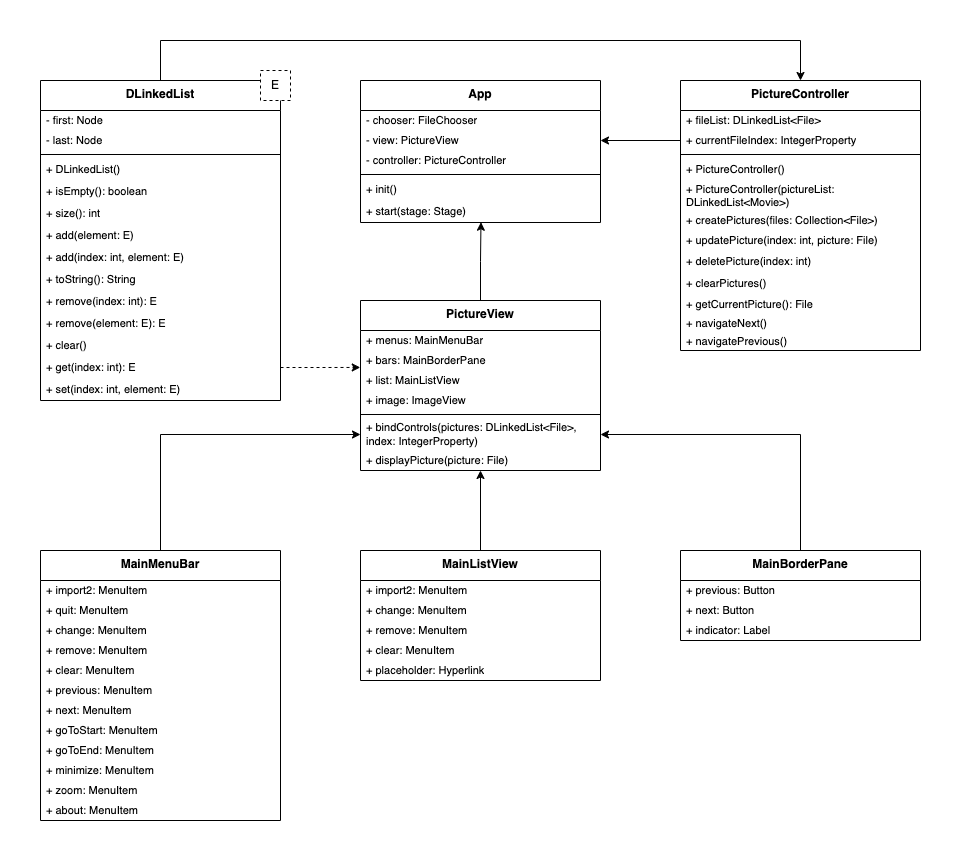 DLinkedList
E
- first: Node
- last: Node
+ DLinkedList()
+ isEmpty(): boolean
+ size(): int
+ add(element: E)
+ add(index: int, element: E)
+ toString(): String
+ remove(index: int): E
+ remove(element: E): E
+ clear()
+ get(index: int): E
+ set(index: int, element: E)
App
- chooser: FileChooser
- view: PictureView
- controller: PictureController
+ init()
+ start(stage: Stage)
PictureController
+ fileList: DLinkedList<File>
+ currentFileIndex: IntegerProperty
+ PictureController()
+ PictureController(pictureList:
DLinkedList<Movie>)
+ createPictures(files: Collection<File>)
+ updatePicture(index: int, picture: File)
+ deletePicture(index: int)
+ clearPictures()
+ getCurrentPicture(): File
+ navigateNext()
+ navigatePrevious()
PictureView
+ menus: MainMenuBar
+ bars: MainBorderPane
+ list: MainListView
+ image: ImageView
+ bindControls(pictures: DLinkedList<File>,
index: IntegerProperty)
+ displayPicture(picture: File)
MainMenuBar
+ import2: MenuItem
+ quit: MenuItem
+ change: MenuItem
+ remove: MenuItem
+ clear: MenuItem
+ previous: MenuItem
+ next: MenuItem
+ goToStart: MenuItem
+ goToEnd: MenuItem
+ minimize: MenuItem
+ zoom: MenuItem
+ about: MenuItem
MainListView
+ import2: MenuItem
+ change: MenuItem
+ remove: MenuItem
+ clear: MenuItem
+ placeholder: Hyperlink
MainBorderPane
+ previous: Button
+ next: Button
+ indicator: Label